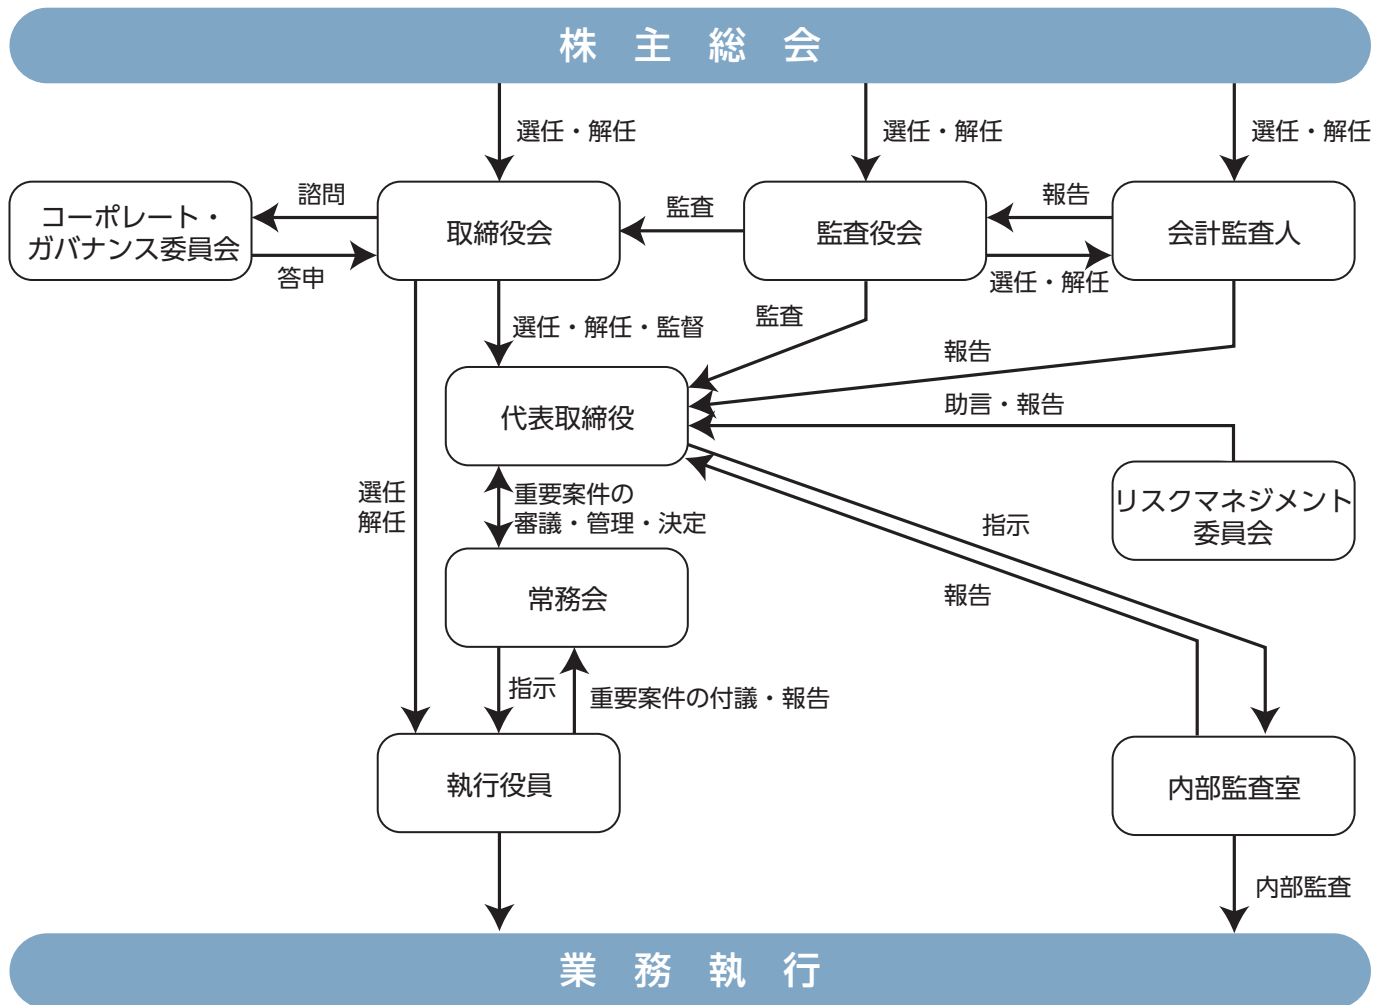 株主総会
選任・解任
選任・解任
選任・解任
コーポレート・
ガバナンス委員会
諮問
答申
取締役会
監査
監査役会
報告
選任・解任
会計監査人
選任・解任・監督
監査
報告
助言・報告
代表取締役
リスクマネジメント
委員会
選任
解任
重要案件の
審議・管理・決定
指示
報告
常務会
指示
重要案件の付議・報告
執行役員
内部監査室
内部監査
業務執行